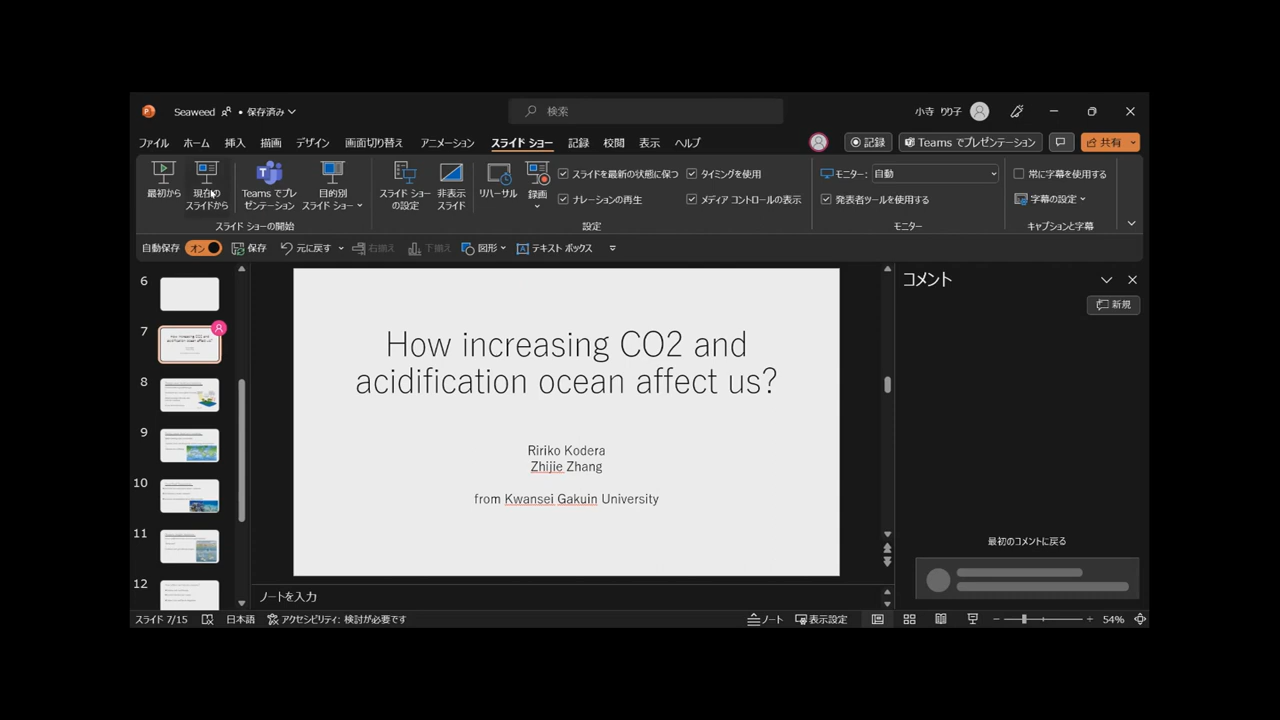 Seaweed • 保存済み
検索
小寺 りり子
ファイル ホーム 挿入 描画 デザイン 画面切り替え アニメーション スライド ショー 記録 校閲 表示 ヘルプ
記録 Teams でプレゼンテーション 共有
最初から
現在の
スライドから
Teams でプレ
ゼンテーション
目的別
スライド ショー
スライド ショー
の設定
非表示
スライド
リハーサル
録画
スライドを最新の状態に保つ
ナレーションの再生
タイミングを使用
メディア コントロールの表示
モニター: 自動
発表者ツールを使用する
常に字幕を使用する
字幕の設定
スライド ショーの開始 設定 モニター キャプションと字幕
自動保存 オン 保存 元に戻す 右揃え 下揃え 図形 テキスト ボックス
6
7
8
9
10
11
12
How increasing CO2 and
acidification ocean affect us?
Ririko Kodera
Zhijie Zhang
from Kwansei Gakuin University
コメント
新規
最初のコメントに戻る
ノートを入力
スライド 7/15 日本語 アクセシビリティ: 検討が必要です ノート 表示設定 54%